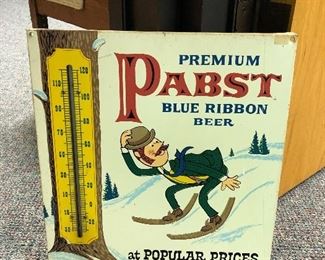 PREMIUM
PABST
BLUE RIBBON
BEER
at POPULAR PRICES